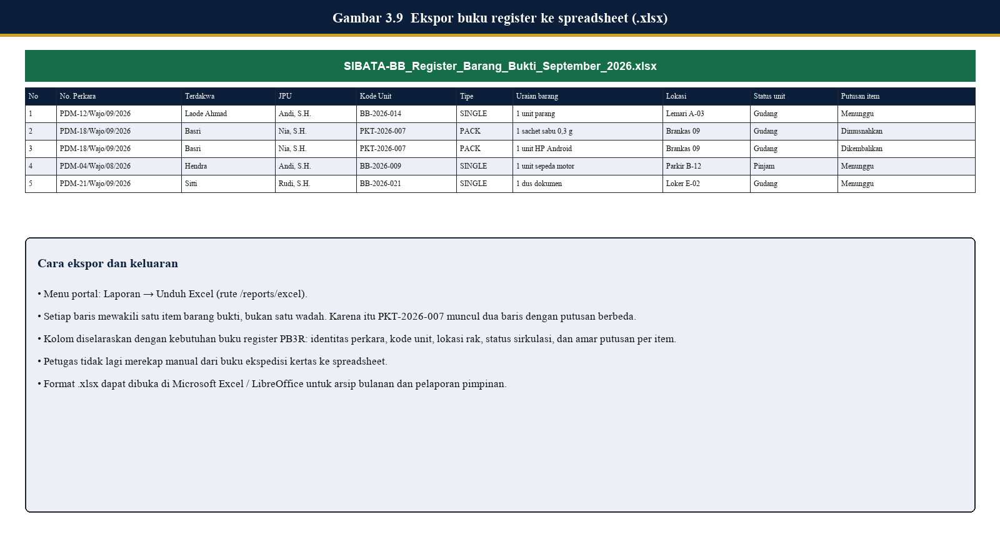 Gambar 3.9  Ekspor buku register ke spreadsheet (.xlsx)
SIBATA-BB_Register_Barang_Bukti_September_2026.xlsx
No  No. Perkara  Terdakwa  JPU  Kode Unit  Tipe  Uraian barang  Lokasi  Status unit  Putusan item
1  PDM-12/Wajo/09/2026  Laode Ahmad  Andi, S.H.  BB-2026-014  SINGLE  1 unit parang  Lemari A-03  Gudang  Menunggu
2  PDM-18/Wajo/09/2026  Basri  Nia, S.H.  PKT-2026-007  PACK  1 sachet sabu 0,3 g  Brankas 09  Gudang  Dimusnahkan
3  PDM-18/Wajo/09/2026  Basri  Nia, S.H.  PKT-2026-007  PACK  1 unit HP Android  Brankas 09  Gudang  Dikembalikan
4  PDM-04/Wajo/08/2026  Hendra  Andi, S.H.  BB-2026-009  SINGLE  1 unit sepeda motor  Parkir B-12  Pinjam  Menunggu
5  PDM-21/Wajo/09/2026  Sitti  Rudi, S.H.  BB-2026-021  SINGLE  1 dus dokumen  Loker E-02  Gudang  Menunggu
Cara ekspor dan keluaran
• Menu portal: Laporan → Unduh Excel (rute /reports/excel).
• Setiap baris mewakili satu item barang bukti, bukan satu wadah. Karena itu PKT-2026-007 muncul dua baris dengan putusan berbeda.
• Kolom diselaraskan dengan kebutuhan buku register PB3R: identitas perkara, kode unit, lokasi rak, status sirkulasi, dan amar putusan per item.
• Petugas tidak lagi merekap manual dari buku ekspedisi kertas ke spreadsheet.
• Format .xlsx dapat dibuka di Microsoft Excel / LibreOffice untuk arsip bulanan dan pelaporan pimpinan.